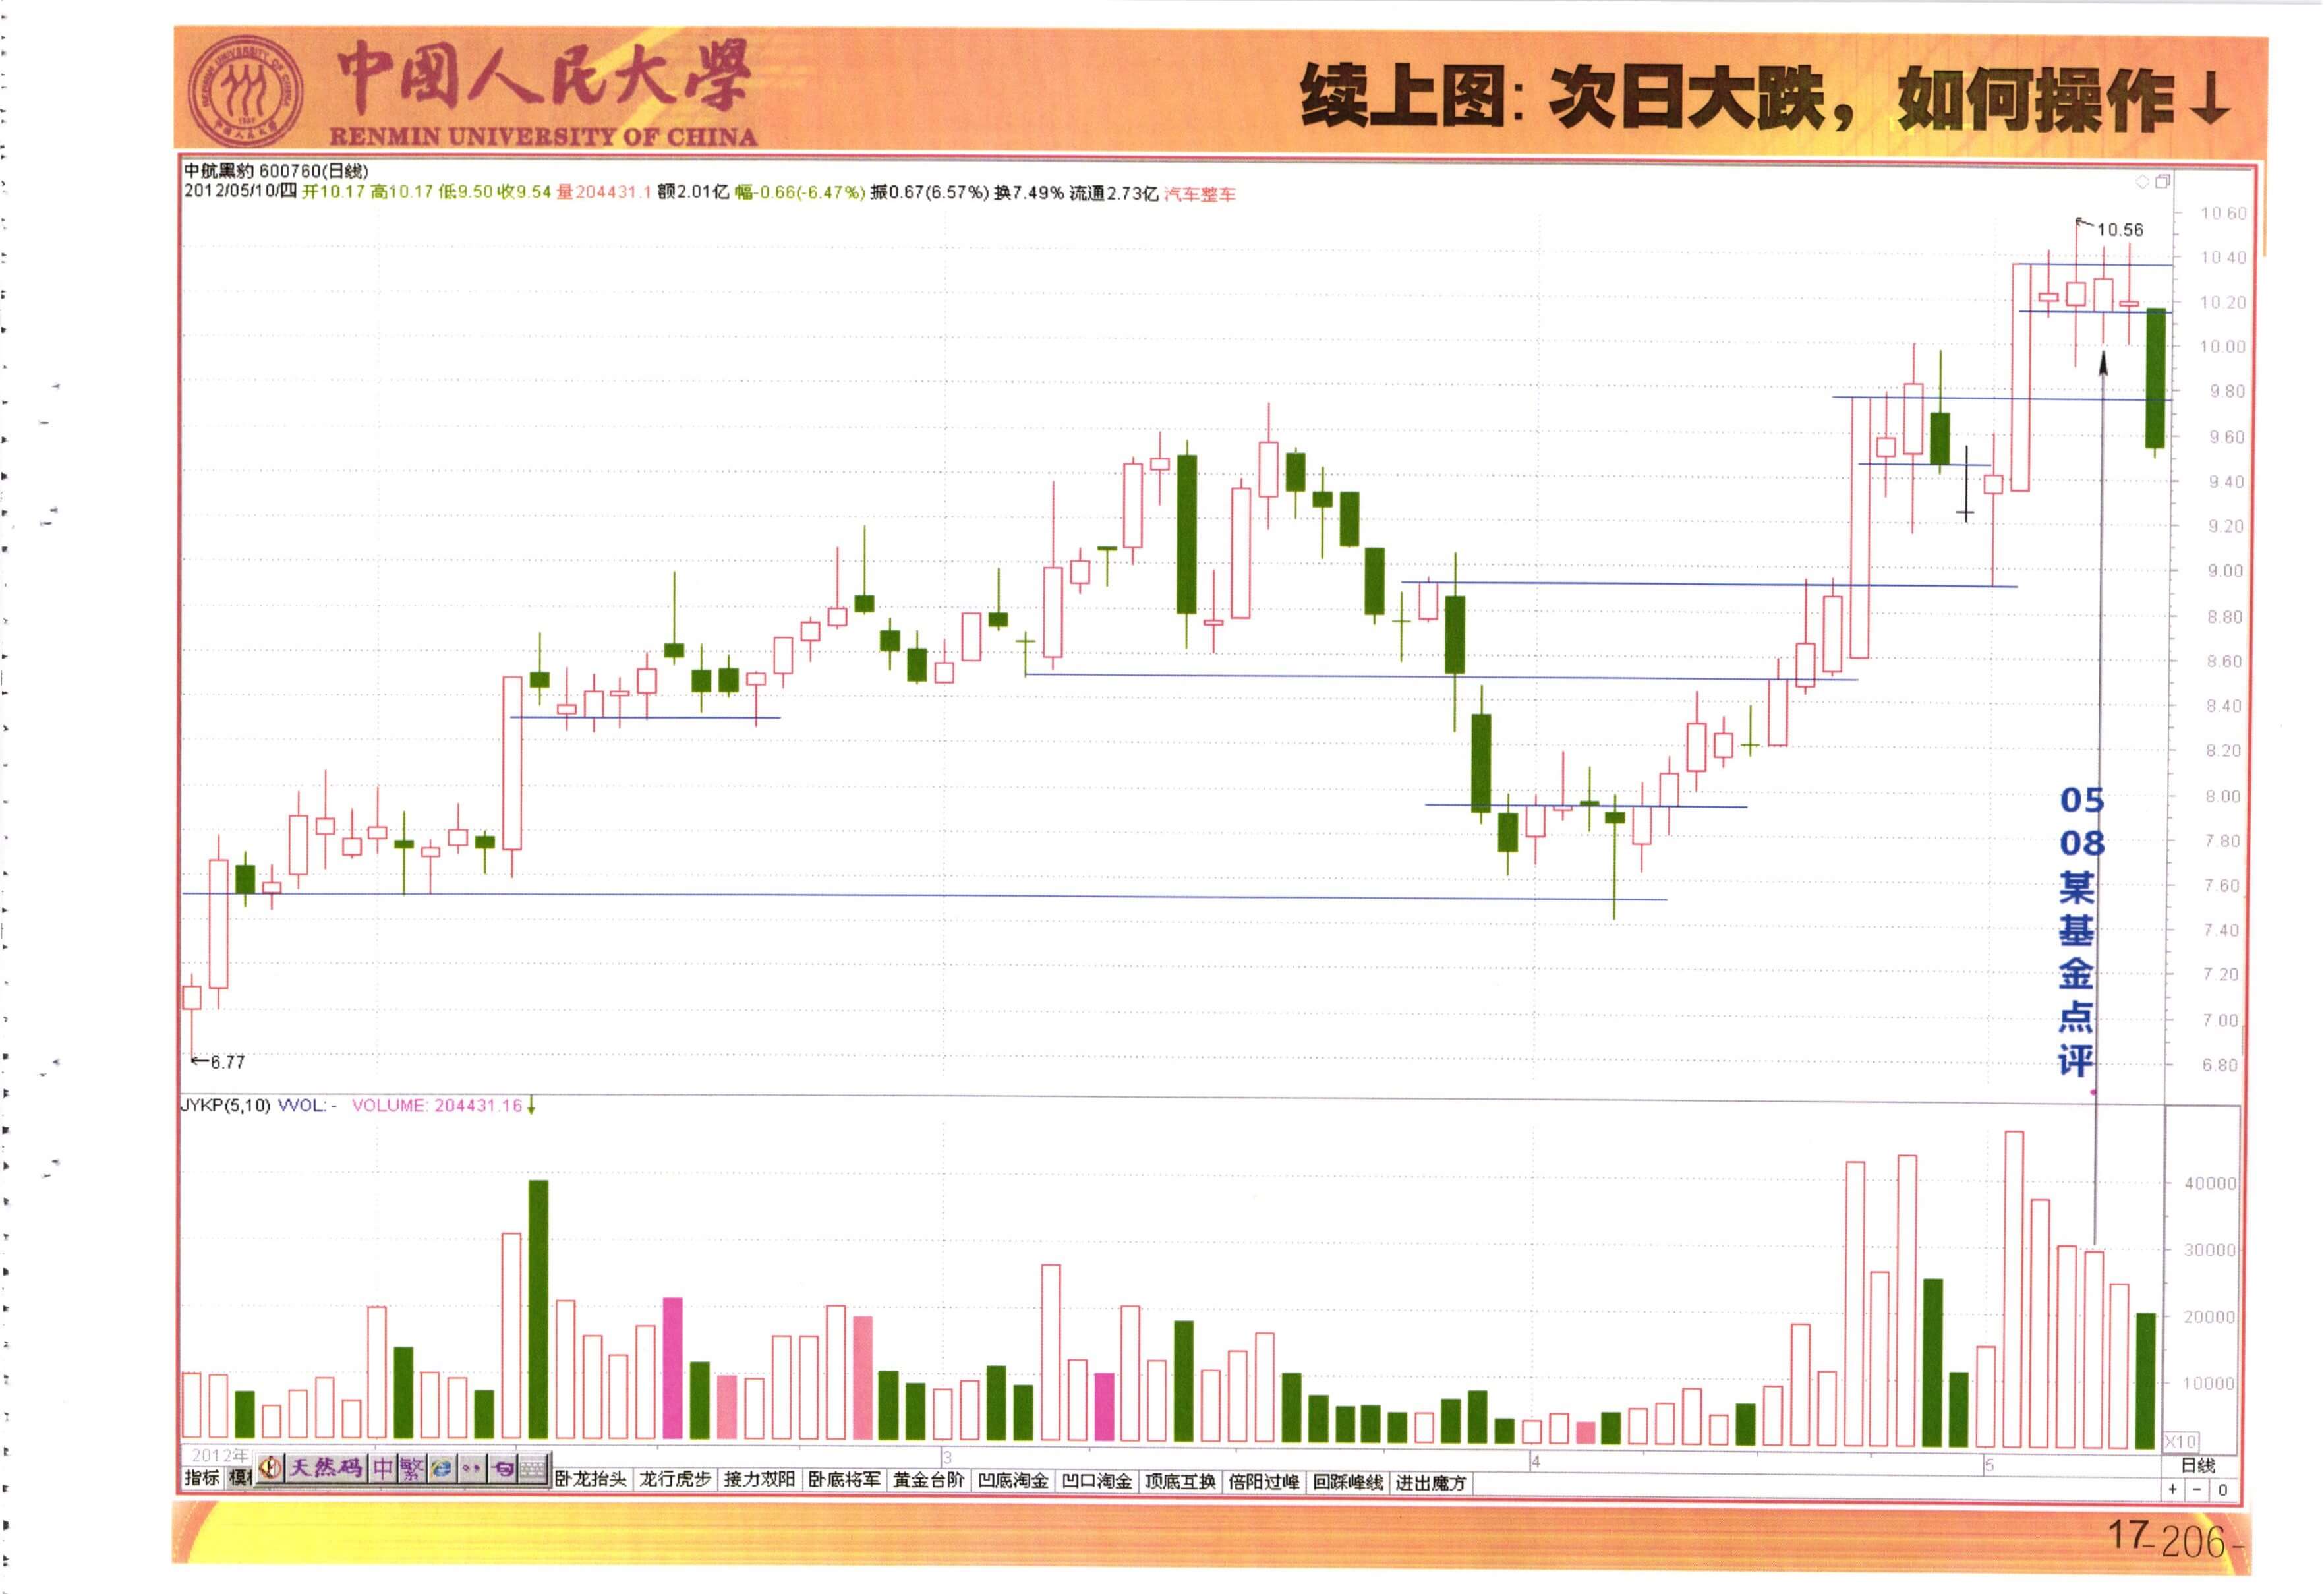 中國人民大學
RENMIN UNIVERSITY OF CHINA
续上图：次日大跌，如何操作↓
中航黑豹 600760(日线)
2012/05/10/四 开10.17 高10.17 低9.50 收9.54 量204431.1 额2.01亿 幅-0.66(-6.47%) 振0.67(6.57%) 换7.49% 流通2.73亿 汽车整车
10.56
10.60
10.40
10.20
10.00
9.80
9.60
9.40
9.20
9.00
8.80
8.60
8.40
8.20
8.00
7.80
7.60
7.40
7.20
7.00
6.80
←6.77
05
08
某
基
金
点
评
JYKP(5,10) VVOL: - VOLUME: 204431.16↓
40000
30000
20000
10000
X10
2012年 3 4 5 日线
指标 天然码 中 繁 卧龙抬头 龙行虎步 接力双阳 卧底将军 黄金台阶 凹底淘金 凹口淘金 顶底互换 倍阳过峰 回踩峰线 进出魔方
+ - 0
17-206-